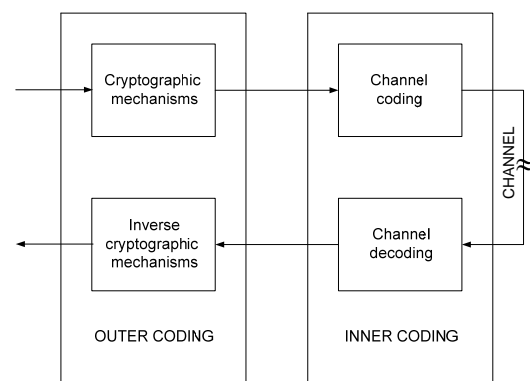 Cryptographic
mechanisms
Channel
coding
CHANNEL
Inverse
cryptographic
mechanisms
Channel
decoding
OUTER CODING
INNER CODING